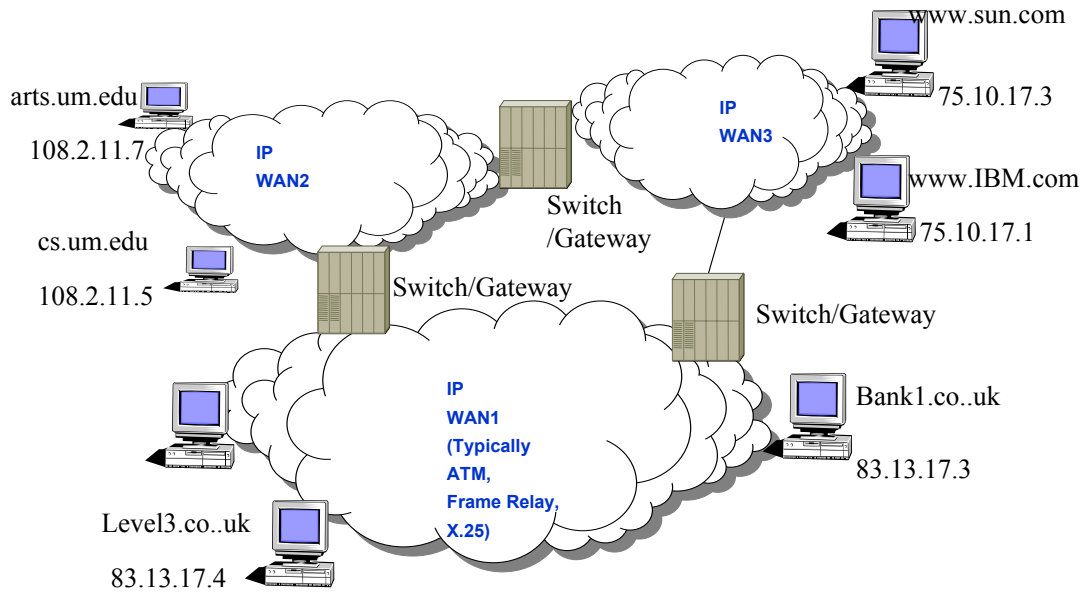 www.sun.com
75.10.17.3
arts.um.edu
108.2.11.7
IP
WAN2
IP
WAN3
Switch
/Gateway
www.IBM.com
75.10.17.1
cs.um.edu
108.2.11.5
Switch/Gateway
Switch/Gateway
IP
WAN1
(Typically
ATM,
Frame Relay,
X.25)
Bank1.co..uk
83.13.17.3
Level3.co..uk
83.13.17.4